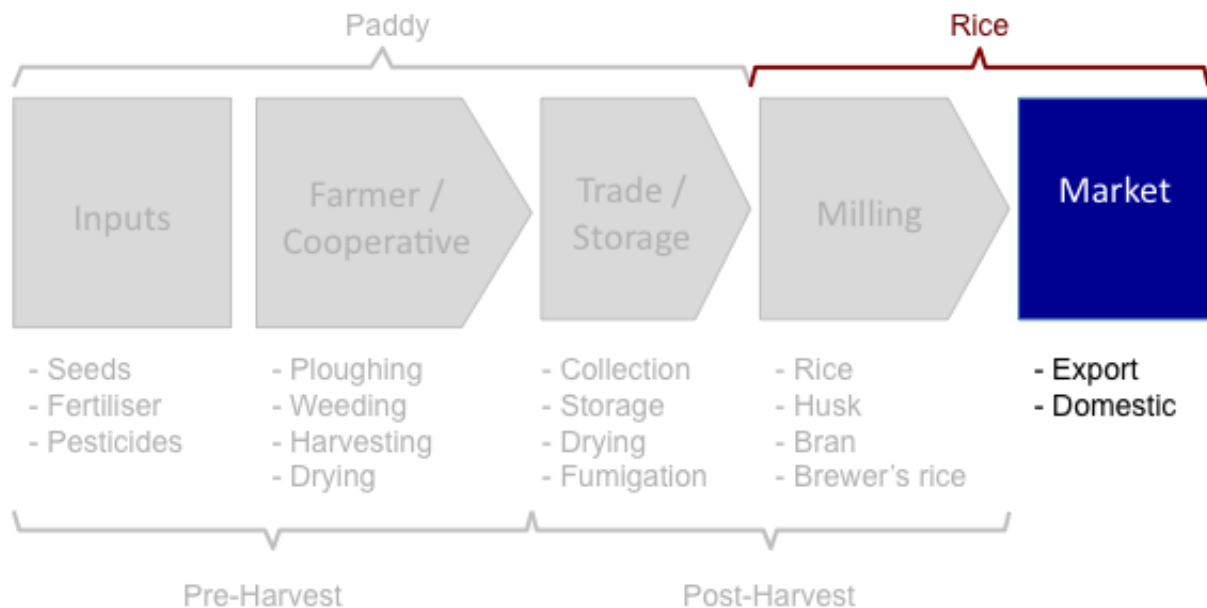 Paddy
Rice
Inputs
Farmer /
Cooperative
Trade /
Storage
Milling
Market
- Seeds
- Fertiliser
- Pesticides
- Ploughing
- Weeding
- Harvesting
- Drying
- Collection
- Storage
- Drying
- Fumigation
- Rice
- Husk
- Bran
- Brewer's rice
- Export
- Domestic
Pre-Harvest
Post-Harvest